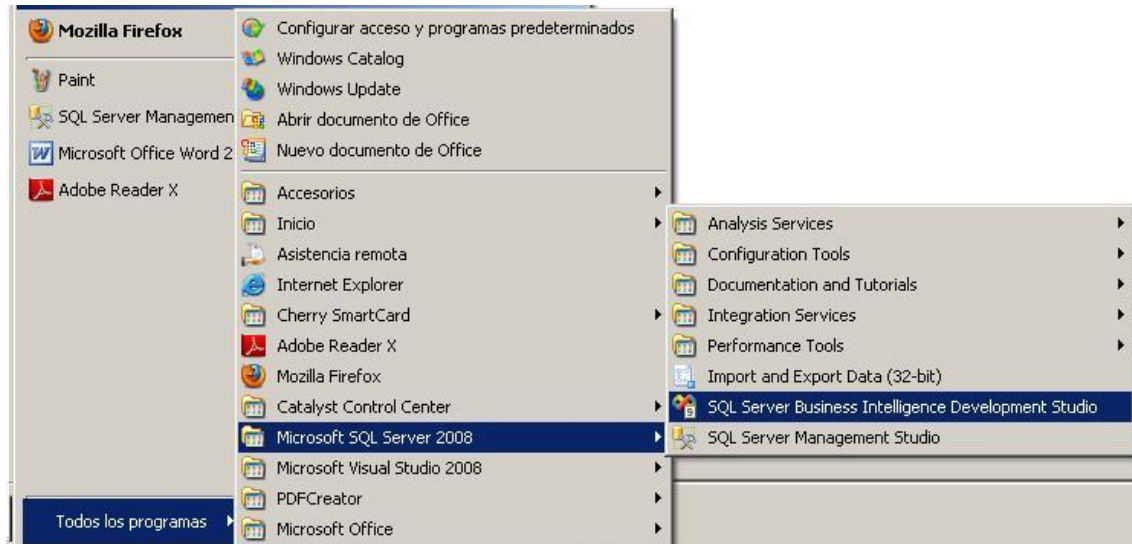 Mozilla Firefox
Paint
SQL Server Managemen
Microsoft Office Word 2
Adobe Reader X
Todos los programas
Configurar acceso y programas predeterminados
Windows Catalog
Windows Update
Abrir documento de Office
Nuevo documento de Office
Accesorios
Inicio
Asistencia remota
Internet Explorer
Cherry SmartCard
Adobe Reader X
Mozilla Firefox
Catalyst Control Center
Microsoft SQL Server 2008
Microsoft Visual Studio 2008
PDFCreator
Microsoft Office
Analysis Services
Configuration Tools
Documentation and Tutorials
Integration Services
Performance Tools
Import and Export Data (32-bit)
SQL Server Business Intelligence Development Studio
SQL Server Management Studio